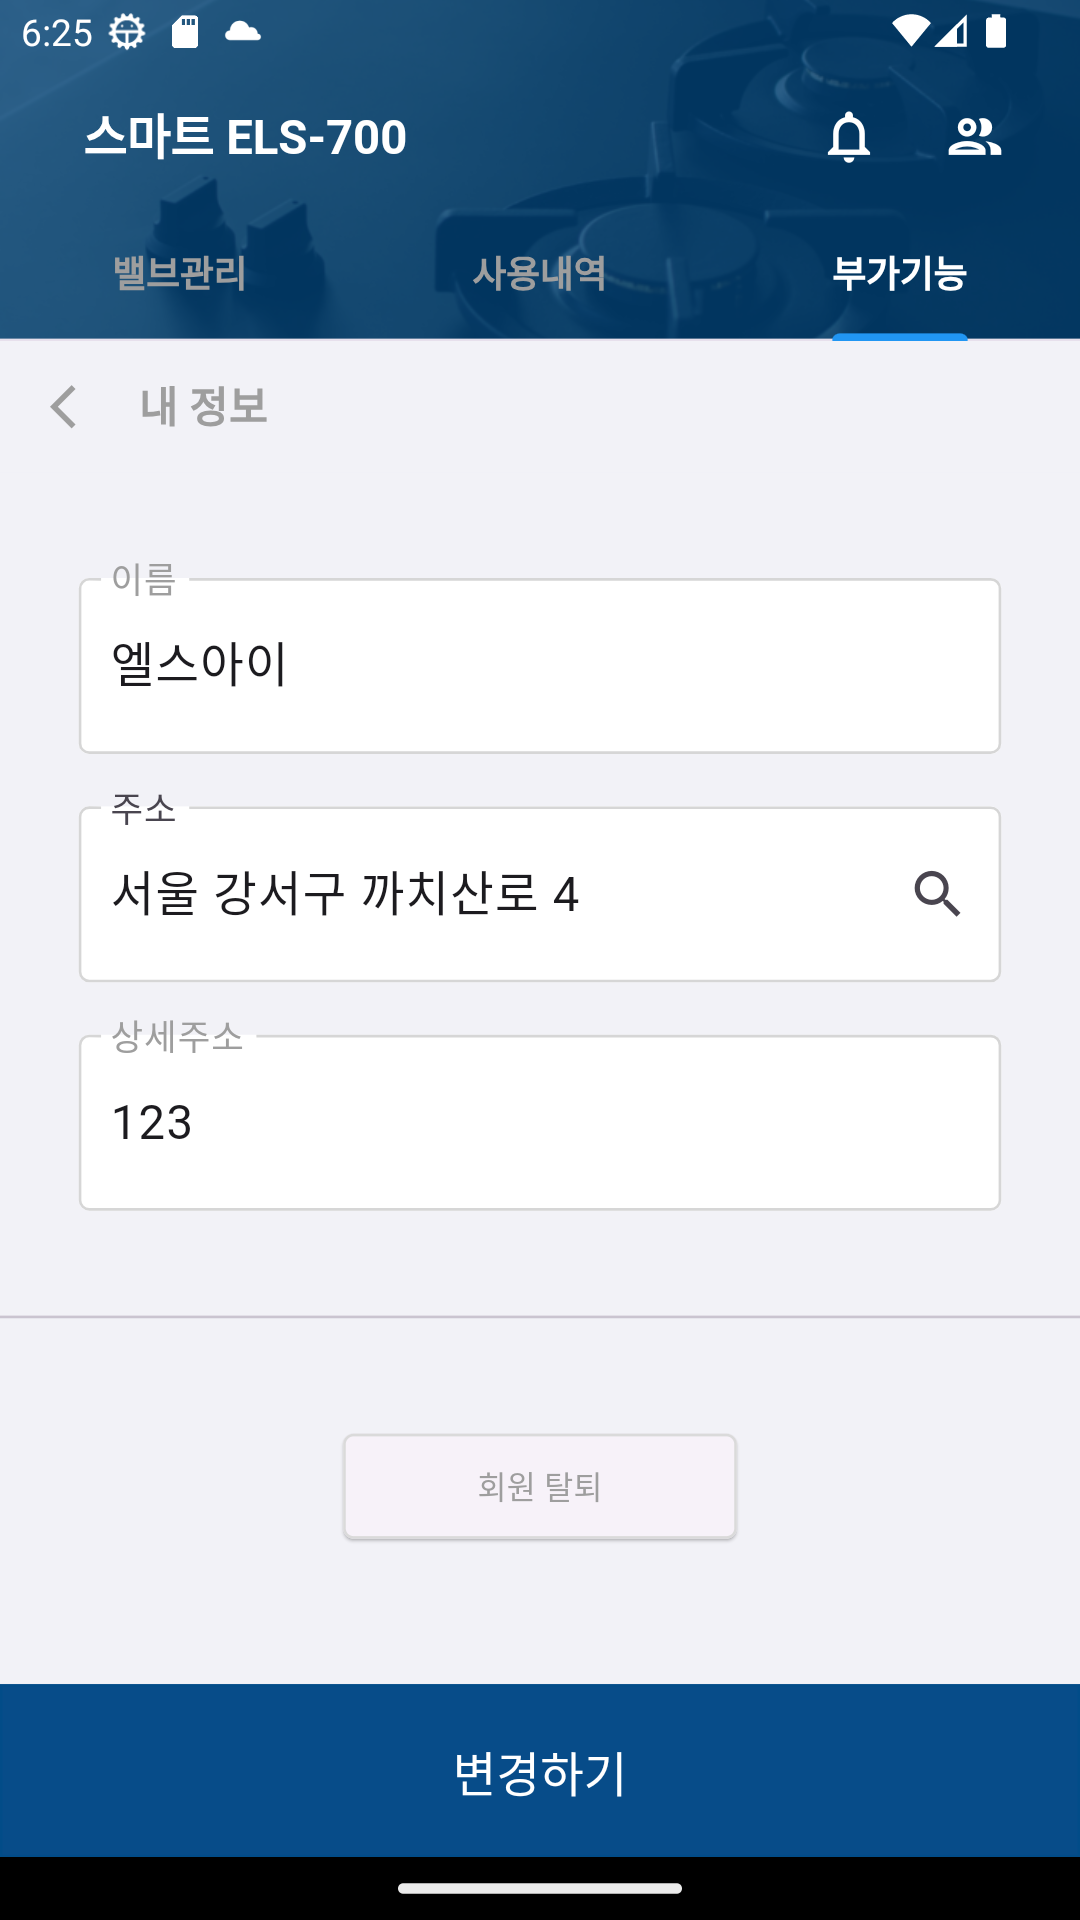 6:25
스마트 ELS-700
밸브관리 사용내역 부가기능
내 정보
이름
엘스아이
주소
서울 강서구 까치산로 4
상세주소
123
회원 탈퇴
변경하기